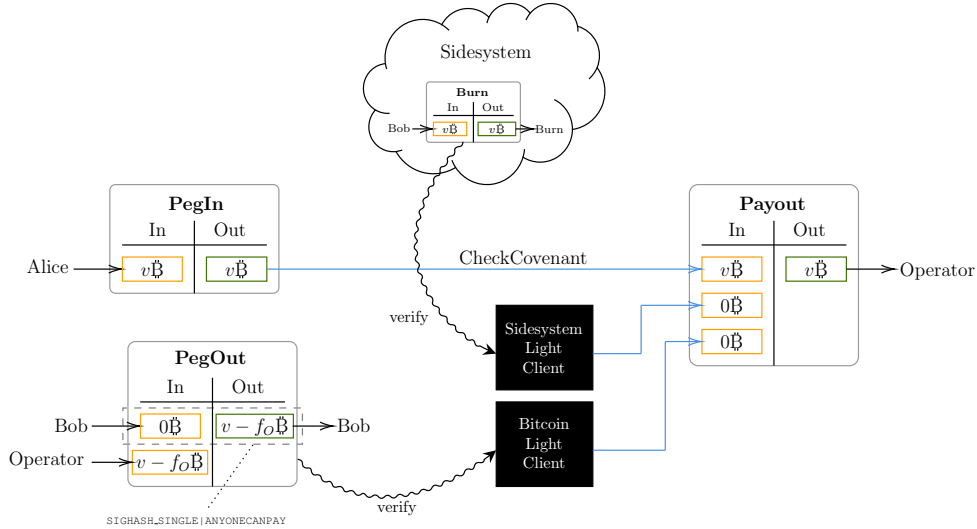 Sidesystem
Burn
In Out
Bob v₿ v₿ Burn
PegIn
In Out
Alice v₿ v₿
CheckCovenant
Payout
In Out
v₿ v₿ Operator
0₿
0₿
verify
Sidesystem
Light
Client
PegOut
In Out
Bob 0₿ v − f_O₿ Bob
Operator v − f_O₿
Bitcoin
Light
Client
verify
SIGHASH_SINGLE|ANYONECANPAY